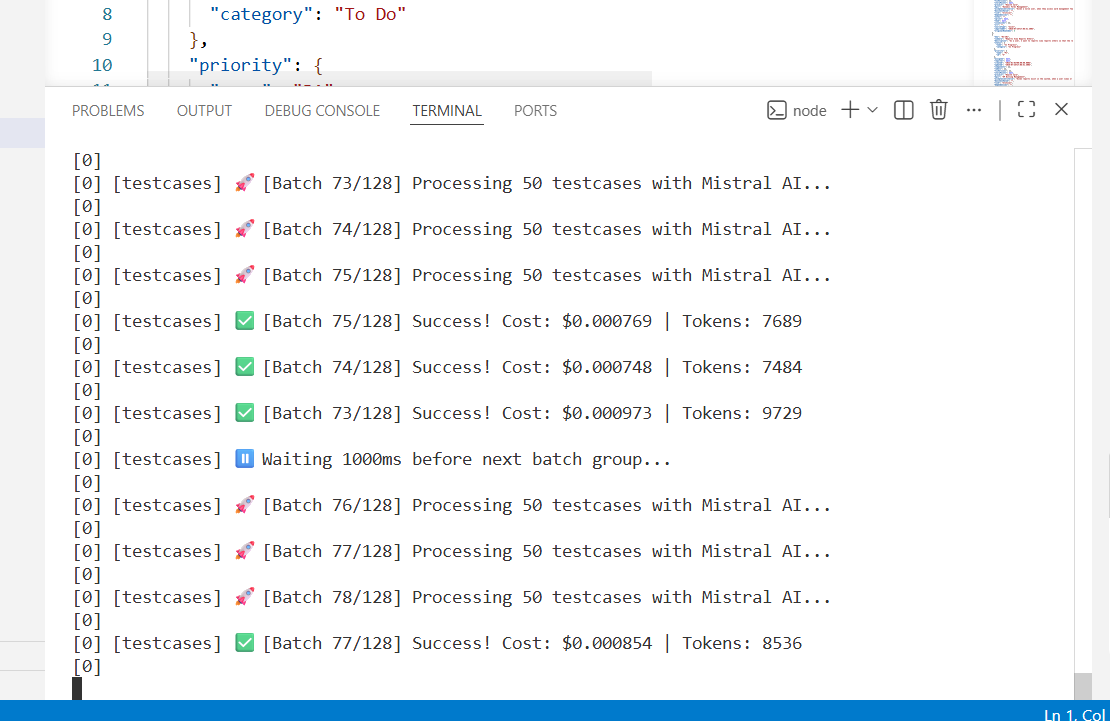 8 "category": "To Do"
9 },
10 "priority": {
PROBLEMS OUTPUT DEBUG CONSOLE TERMINAL PORTS node
[0]
[0] [testcases] 🚀 [Batch 73/128] Processing 50 testcases with Mistral AI...
[0]
[0] [testcases] 🚀 [Batch 74/128] Processing 50 testcases with Mistral AI...
[0]
[0] [testcases] 🚀 [Batch 75/128] Processing 50 testcases with Mistral AI...
[0]
[0] [testcases] ✅ [Batch 75/128] Success! Cost: $0.000769 | Tokens: 7689
[0]
[0] [testcases] ✅ [Batch 74/128] Success! Cost: $0.000748 | Tokens: 7484
[0]
[0] [testcases] ✅ [Batch 73/128] Success! Cost: $0.000973 | Tokens: 9729
[0]
[0] [testcases] ⏸️ Waiting 1000ms before next batch group...
[0]
[0] [testcases] 🚀 [Batch 76/128] Processing 50 testcases with Mistral AI...
[0]
[0] [testcases] 🚀 [Batch 77/128] Processing 50 testcases with Mistral AI...
[0]
[0] [testcases] 🚀 [Batch 78/128] Processing 50 testcases with Mistral AI...
[0]
[0] [testcases] ✅ [Batch 77/128] Success! Cost: $0.000854 | Tokens: 8536
[0]
Ln 1, Col